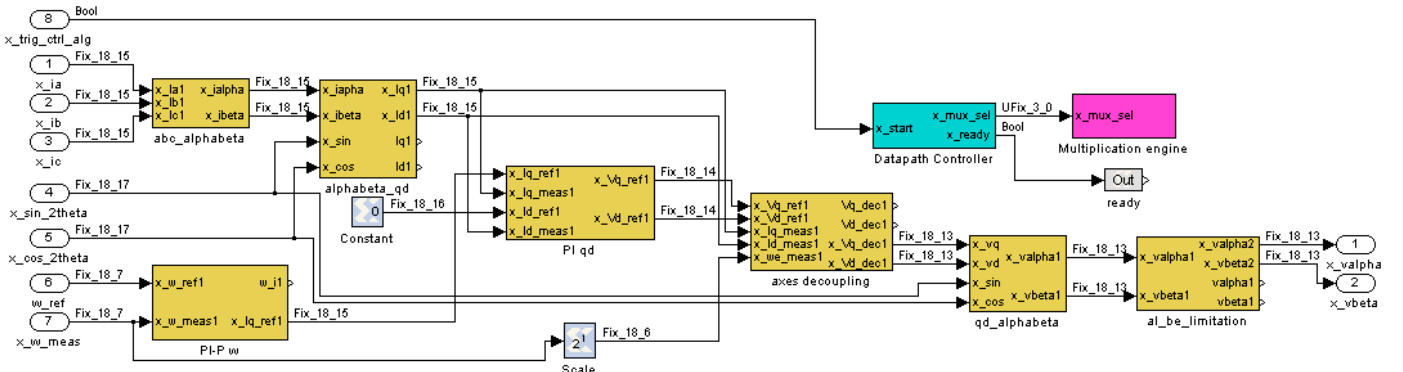 8
Bool
x_trig_ctrl_alg
1
Fix_18_15
x_ia
2
Fix_18_15
x_ib
3
Fix_18_15
x_ic
4
Fix_18_17
x_sin_2theta
5
Fix_18_17
x_cos_2theta
6
Fix_18_7
w_ref
7
Fix_18_7
x_w_meas
x_Ia1 x_ialpha
x_Ib1
x_Ic1 x_ibeta
abc_alphabeta
Fix_18_15
Fix_18_15
x_iapha x_Iq1
x_ibeta x_Id1
x_sin Iq1
x_cos Id1
alphabeta_qd
Fix_18_15
Fix_18_15
0
Constant
Fix_18_16
x_w_ref1 w_i1
x_w_meas1 x_Iq_ref1
PI-P w
Fix_18_15
x_Iq_ref1
x_Iq_meas1 x_Vq_ref1
x_Id_ref1 x_Vd_ref1
x_Id_meas1
PI qd
Fix_18_14
Fix_18_14
2^1
Scale
Fix_18_6
x_Vq_ref1 Vq_dec1
x_Vd_ref1 Vd_dec1
x_Iq_meas1
x_Id_meas1 x_Vq_dec1
x_we_meas1 x_Vd_dec1
axes decoupling
Fix_18_13
Fix_18_13
x_start x_mux_sel
x_ready
Datapath Controller
UFix_3_0
Bool
x_mux_sel
Multiplication engine
Out
ready
x_vq
x_vd x_valpha1
x_sin
x_cos x_vbeta1
qd_alphabeta
Fix_18_13
Fix_18_13
x_valpha1 x_valpha2
x_vbeta2
valpha1
x_vbeta1 vbeta1
al_be_limitation
Fix_18_13
Fix_18_13
1
x_valpha
2
x_vbeta